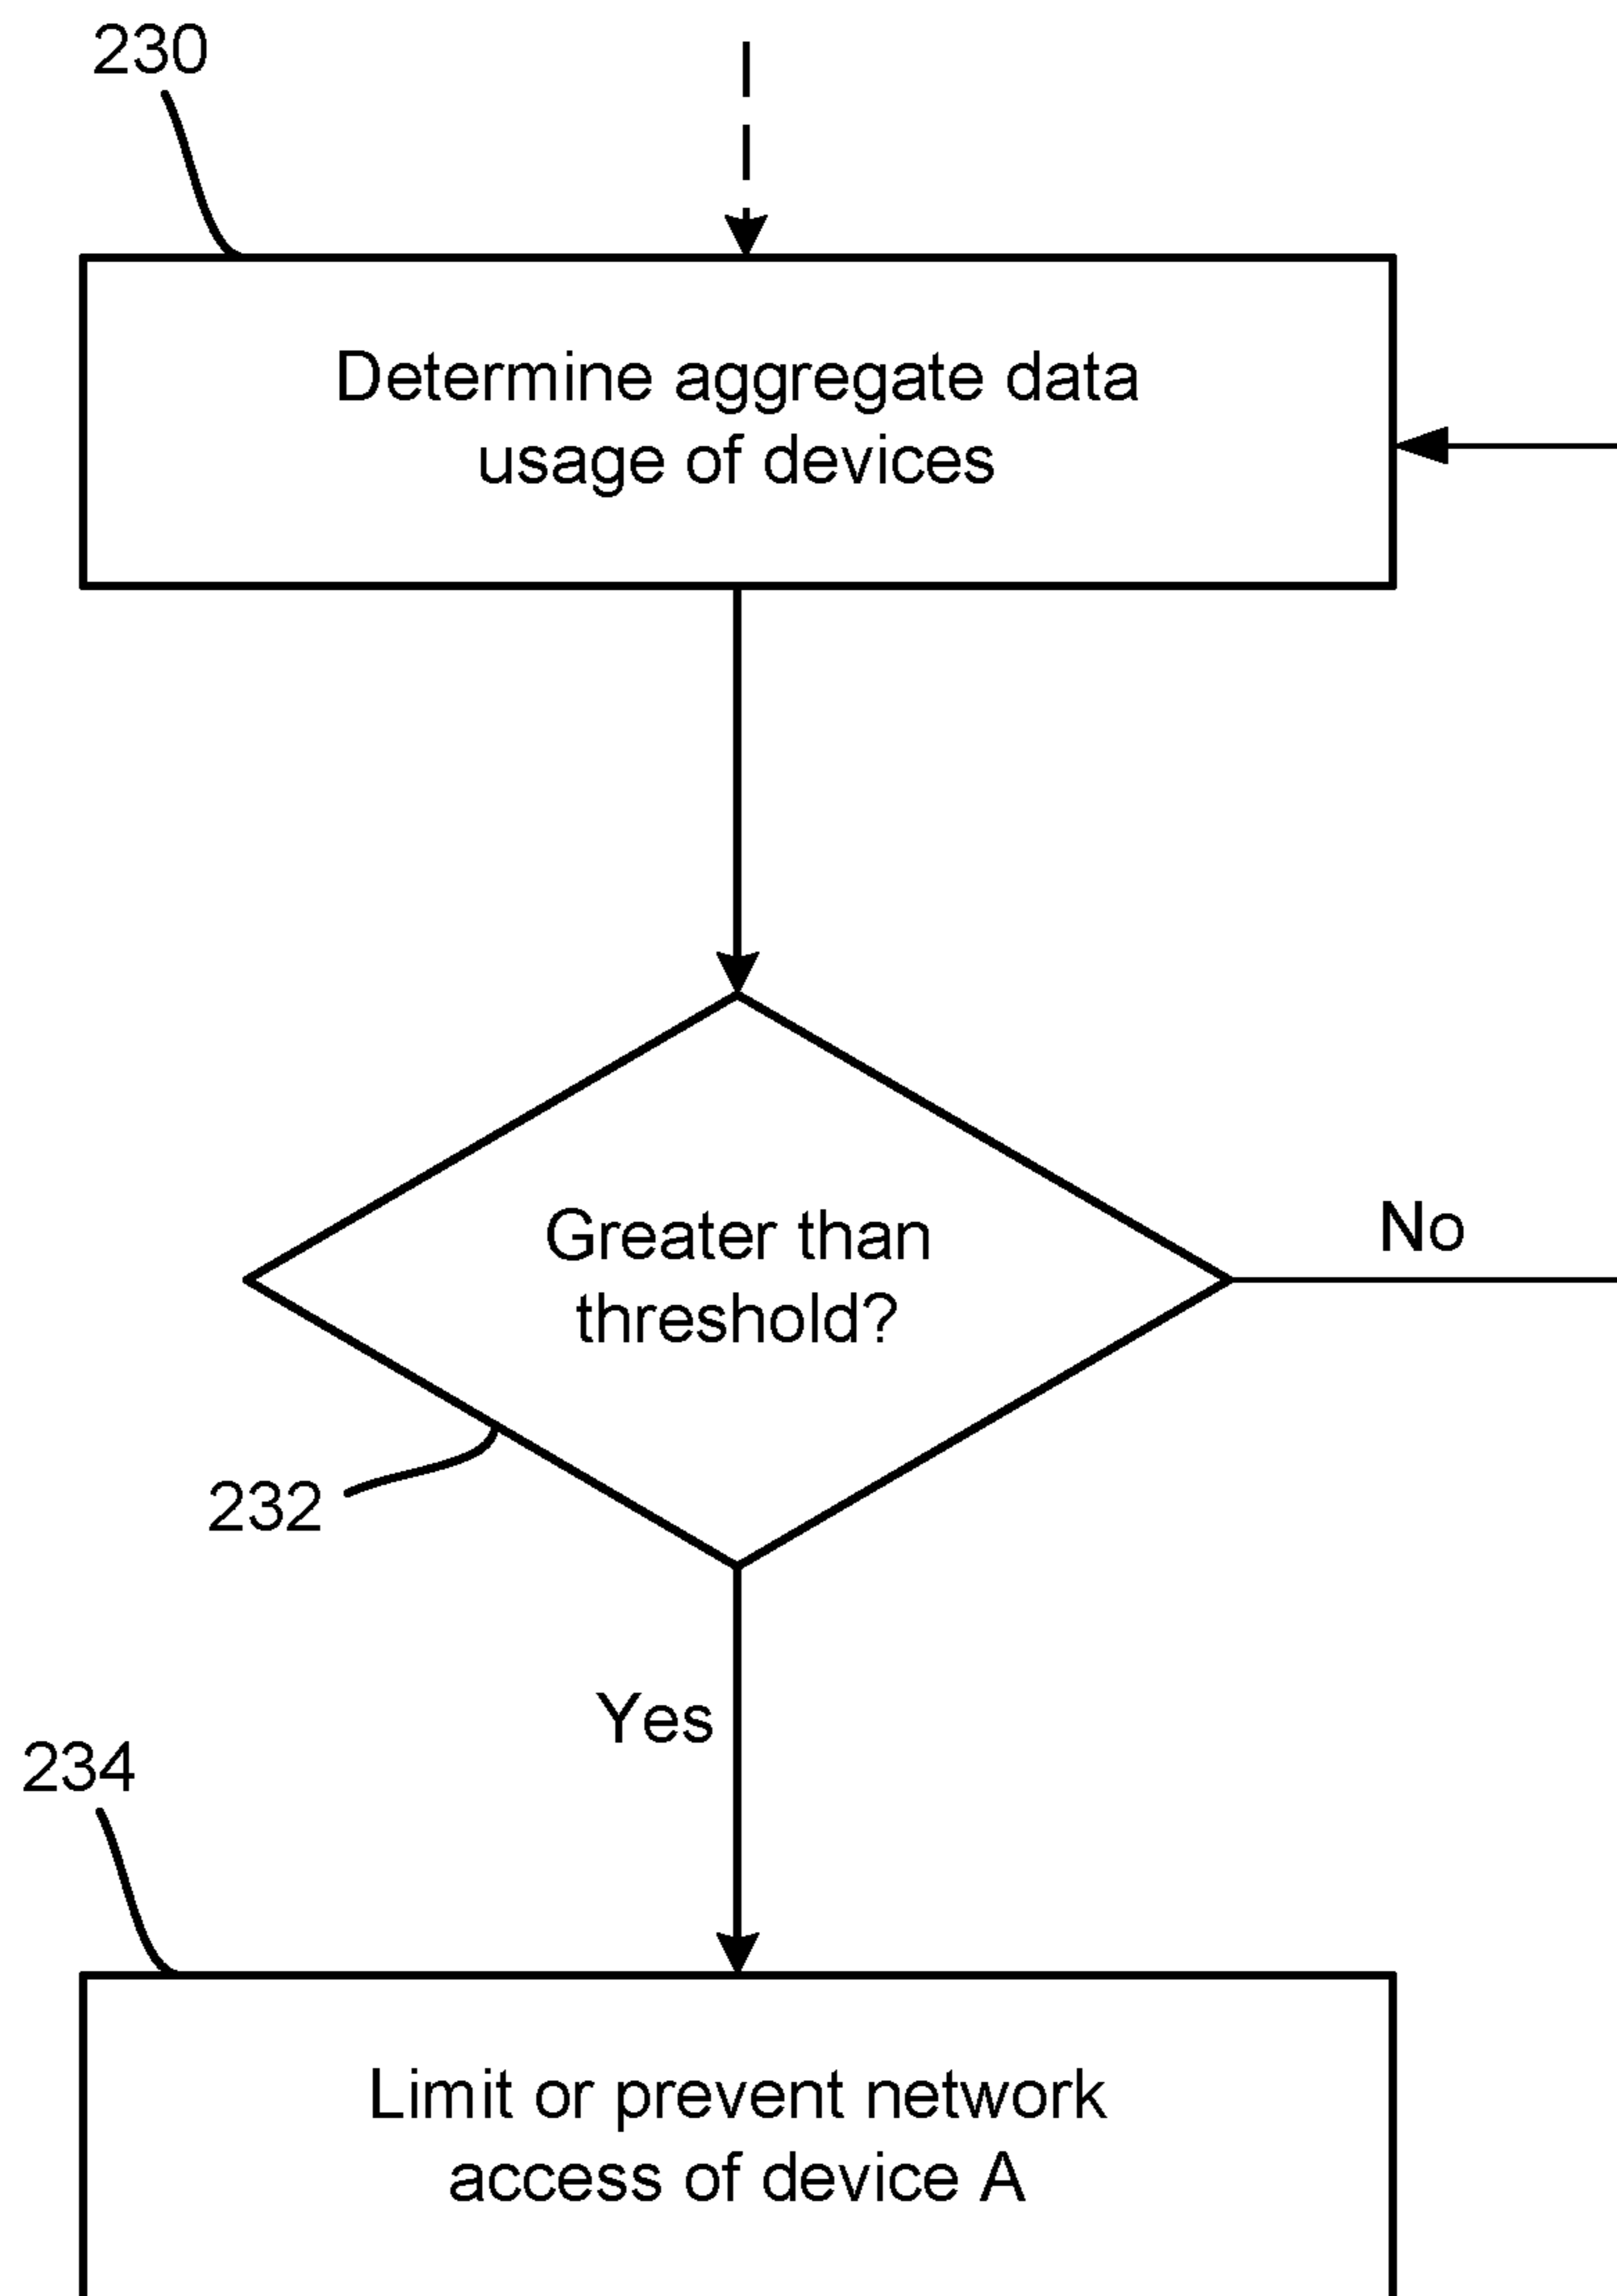 230
Determine aggregate data
usage of devices
Greater than
threshold?
No
232
Yes
234
Limit or prevent network
access of device A